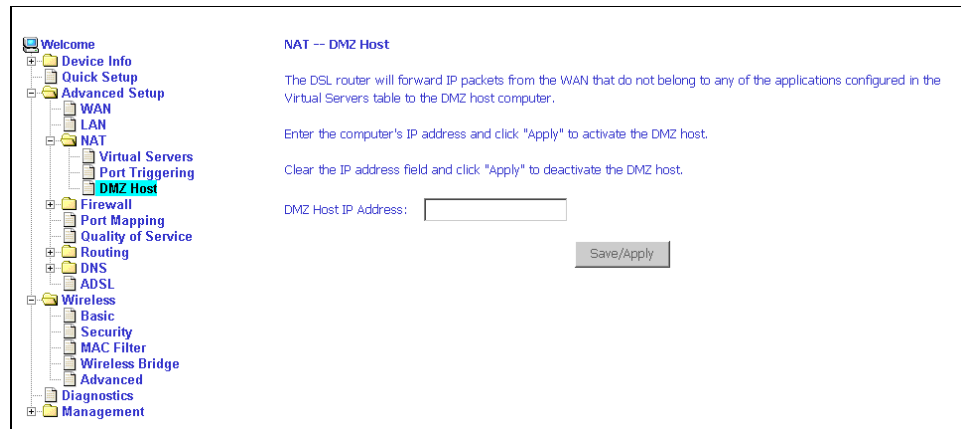 Welcome
Device Info
Quick Setup
Advanced Setup
WAN
LAN
NAT
Virtual Servers
Port Triggering
DMZ Host
Firewall
Port Mapping
Quality of Service
Routing
DNS
ADSL
Wireless
Basic
Security
MAC Filter
Wireless Bridge
Advanced
Diagnostics
Management
NAT -- DMZ Host
The DSL router will forward IP packets from the WAN that do not belong to any of the applications configured in the
Virtual Servers table to the DMZ host computer.
Enter the computer's IP address and click "Apply" to activate the DMZ host.
Clear the IP address field and click "Apply" to deactivate the DMZ host.
DMZ Host IP Address:
Save/Apply